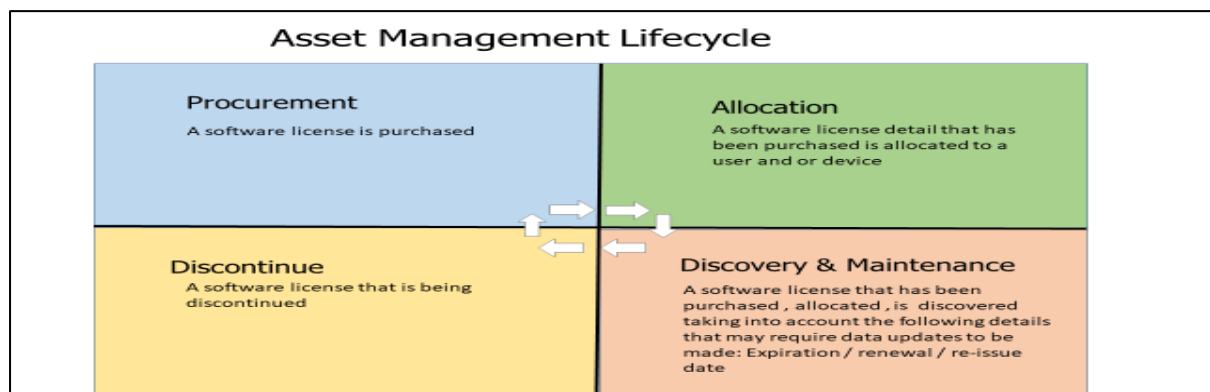 Asset Management Lifecycle
Procurement
A software license is purchased
Allocation
A software license detail that has
been purchased is allocated to a
user and or device
Discontinue
A software license that is being
discontinued
Discovery & Maintenance
A software license that has been
purchased , allocated , is  discovered
taking into account the following details
that may require data updates to be
made: Expiration / renewal / re-issue
date